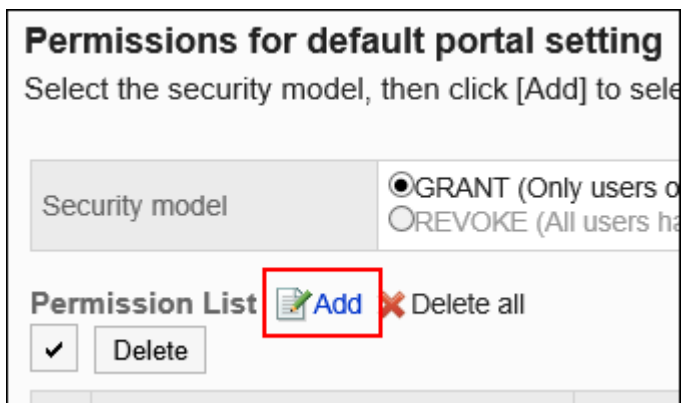 Permissions for default portal setting
Select the security model, then click [Add] to sele
Security model
GRANT (Only users o
REVOKE (All users ha
Permission List Add Delete all
Delete